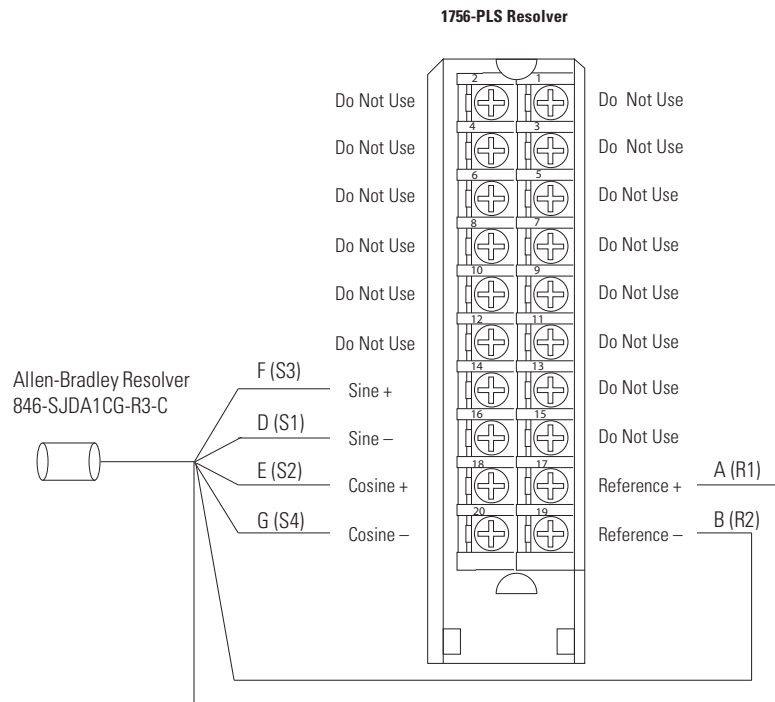 1756-PLS Resolver
2 1
Do Not Use Do Not Use
4 3
Do Not Use Do Not Use
6 5
Do Not Use Do Not Use
8 7
Do Not Use Do Not Use
10 9
Do Not Use Do Not Use
12 11
Do Not Use Do Not Use
Allen-Bradley Resolver
846-SJDA1CG-R3-C
14 13
F (S3) Sine + Do Not Use
16 15
D (S1) Sine – Do Not Use
18 17
E (S2) Cosine + Reference + A (R1)
20 19
G (S4) Cosine – Reference – B (R2)